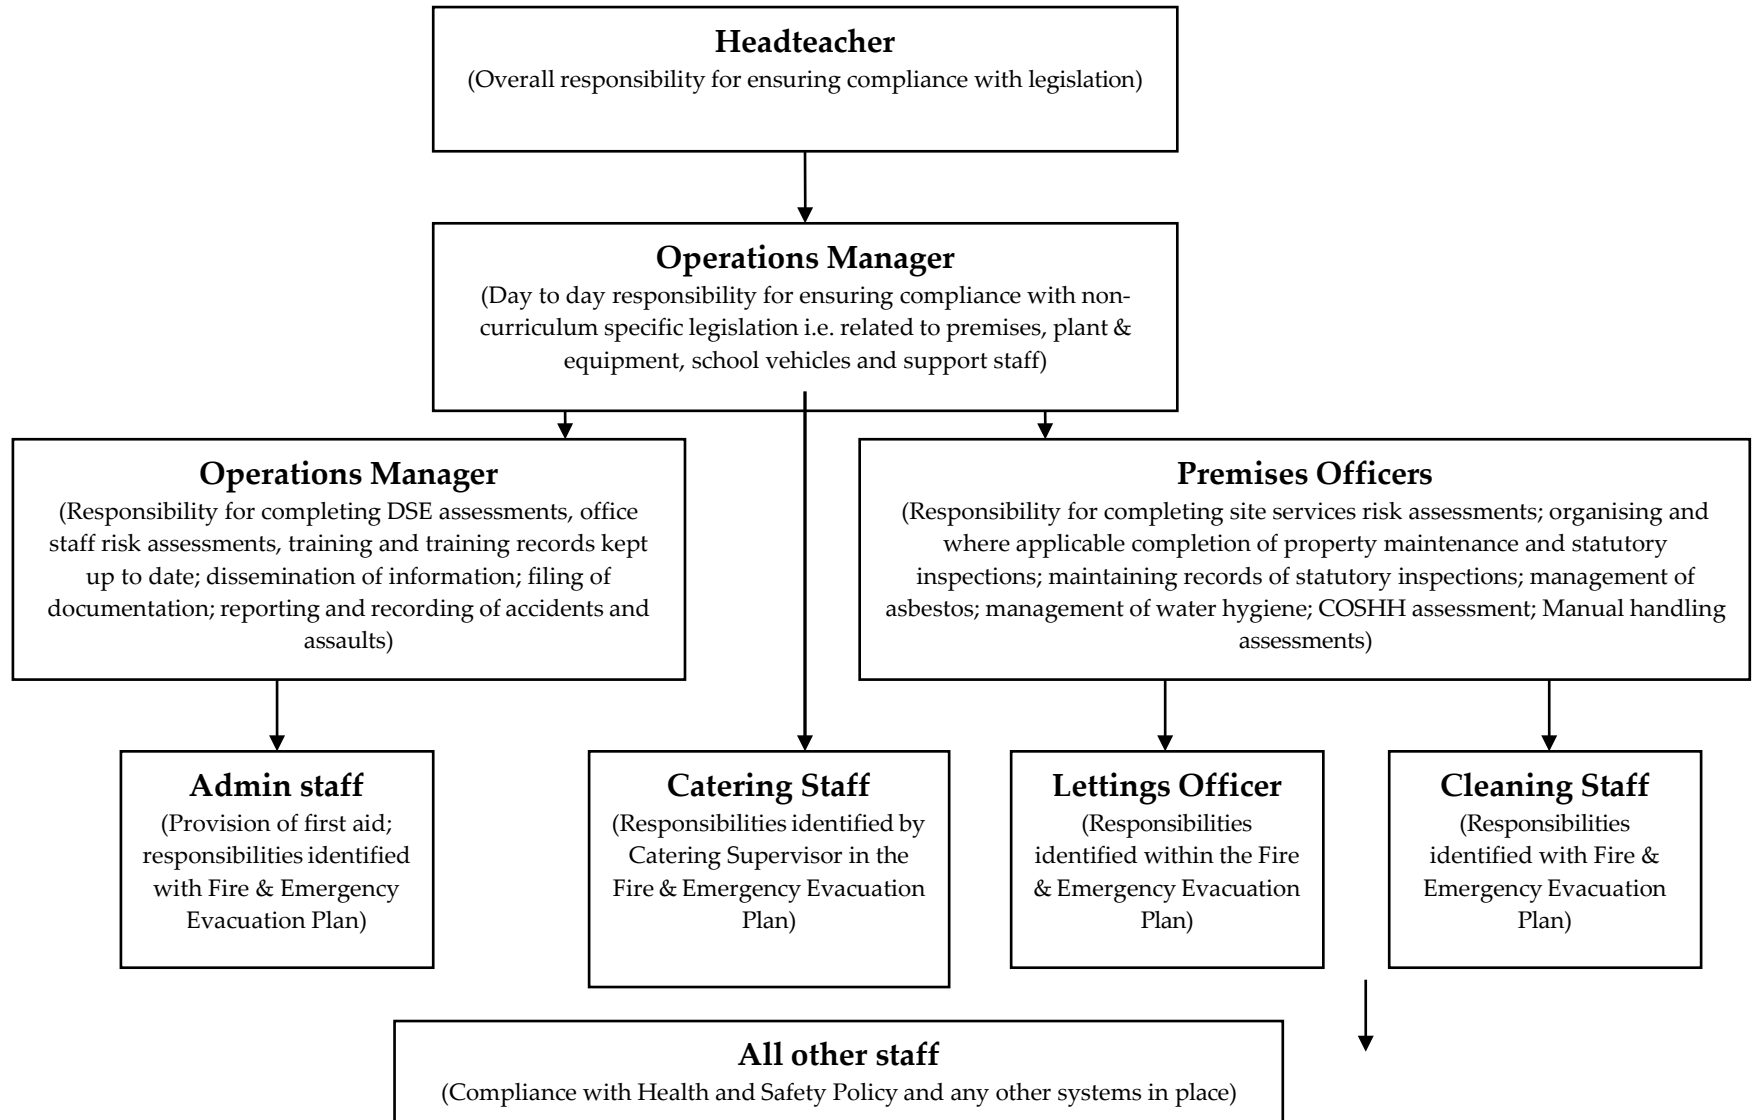 Headteacher
(Overall responsibility for ensuring compliance with legislation)
Operations Manager
(Day to day responsibility for ensuring compliance with non-
curriculum specific legislation i.e. related to premises, plant &
equipment, school vehicles and support staff)
Operations Manager
(Responsibility for completing DSE assessments, office
staff risk assessments, training and training records kept
up to date; dissemination of information; filing of
documentation; reporting and recording of accidents and
assaults)
Premises Officers
(Responsibility for completing site services risk assessments; organising and
where applicable completion of property maintenance and statutory
inspections; maintaining records of statutory inspections; management of
asbestos; management of water hygiene; COSHH assessment; Manual handling
assessments)
Admin staff
(Provision of first aid;
responsibilities identified
with Fire & Emergency
Evacuation Plan)
Catering Staff
(Responsibilities identified by
Catering Supervisor in the
Fire & Emergency Evacuation
Plan)
Lettings Officer
(Responsibilities
identified within the Fire
& Emergency Evacuation
Plan)
Cleaning Staff
(Responsibilities
identified with Fire &
Emergency Evacuation
Plan)
All other staff
(Compliance with Health and Safety Policy and any other systems in place)